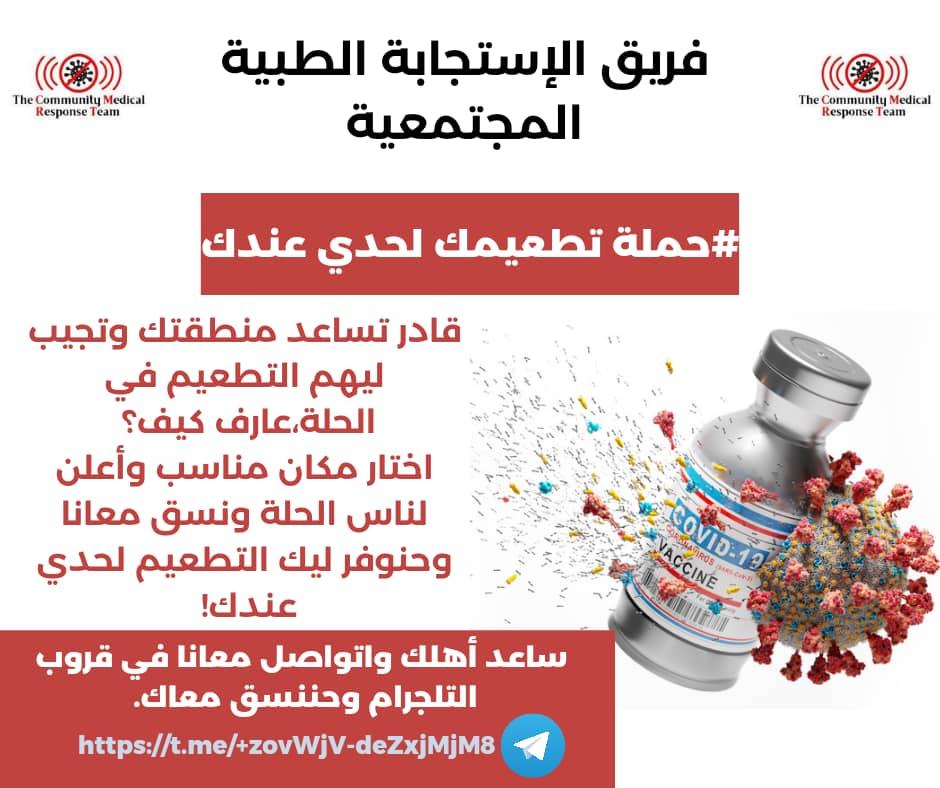 The Community Medical
Response Team
فريق الإستجابة الطبية
المجتمعية
The Community Medical
Response Team
#حملة تطعيمك لحدي عندك
قادر تساعد منطقتك وتجيب
ليهم التطعيم في
الحلة،عارف كيف؟
اختار مكان مناسب وأعلن
لناس الحلة ونسق معانا
وحنوفر ليك التطعيم لحدي
عندك!
COVID-19
VACCINE
ساعد أهلك واتواصل معانا في قروب
التلجرام وحننسق معاك.
https://t.me/+zovWjV-deZxjMjM8